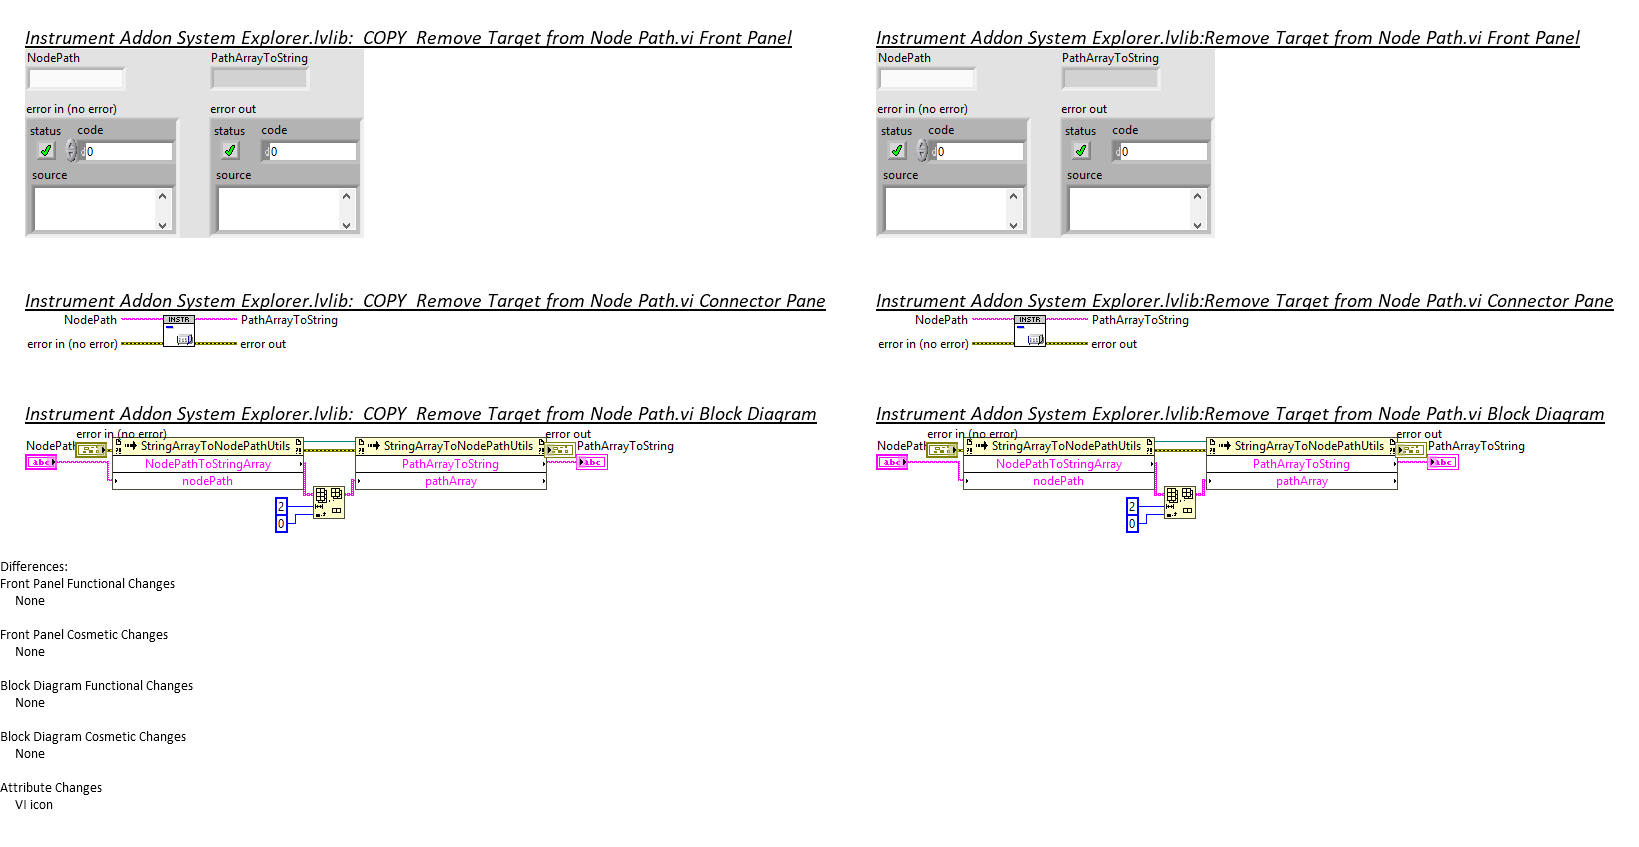 Instrument Addon System Explorer.lvlib:  COPY  Remove Target from Node Path.vi Front Panel
NodePath
PathArrayToString
error in (no error)
error out
status
code
status
code
0
0
source
source
Instrument Addon System Explorer.lvlib:Remove Target from Node Path.vi Front Panel
NodePath
PathArrayToString
error in (no error)
error out
status
code
status
code
0
0
source
source
Instrument Addon System Explorer.lvlib:  COPY  Remove Target from Node Path.vi Connector Pane
NodePath
INSTR
PathArrayToString
error in (no error)
error out
Instrument Addon System Explorer.lvlib:Remove Target from Node Path.vi Connector Pane
NodePath
INSTR
PathArrayToString
error in (no error)
error out
Instrument Addon System Explorer.lvlib:  COPY  Remove Target from Node Path.vi Block Diagram
error in (no error)
error out
NodePath
StringArrayToNodePathUtils
StringArrayToNodePathUtils
PathArrayToString
abc
NodePathToStringArray
PathArrayToString
abc
nodePath
pathArray
2
0
Instrument Addon System Explorer.lvlib:Remove Target from Node Path.vi Block Diagram
error in (no error)
error out
NodePath
StringArrayToNodePathUtils
StringArrayToNodePathUtils
PathArrayToString
abc
NodePathToStringArray
PathArrayToString
abc
nodePath
pathArray
2
0
Differences:
Front Panel Functional Changes
None
Front Panel Cosmetic Changes
None
Block Diagram Functional Changes
None
Block Diagram Cosmetic Changes
None
Attribute Changes
VI icon